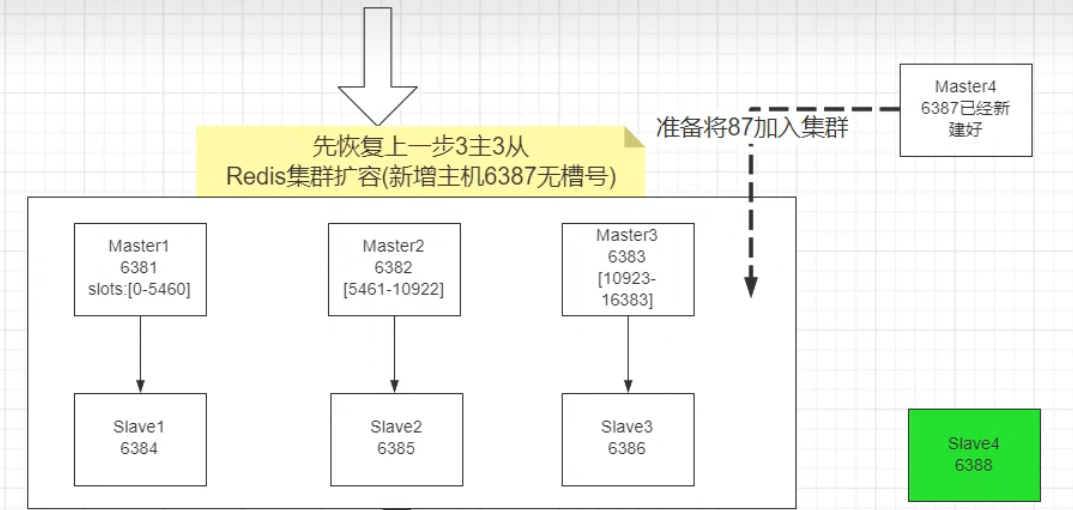 先恢复上一步3主3从
Redis集群扩容(新增主机6387无槽号)
准备将87加入集群
Master4
6387已经新
建好
Master1
6381
slots:[0-5460]
Master2
6382
[5461-10922]
Master3
6383
[10923-
16383]
Slave1
6384
Slave2
6385
Slave3
6386
Slave4
6388